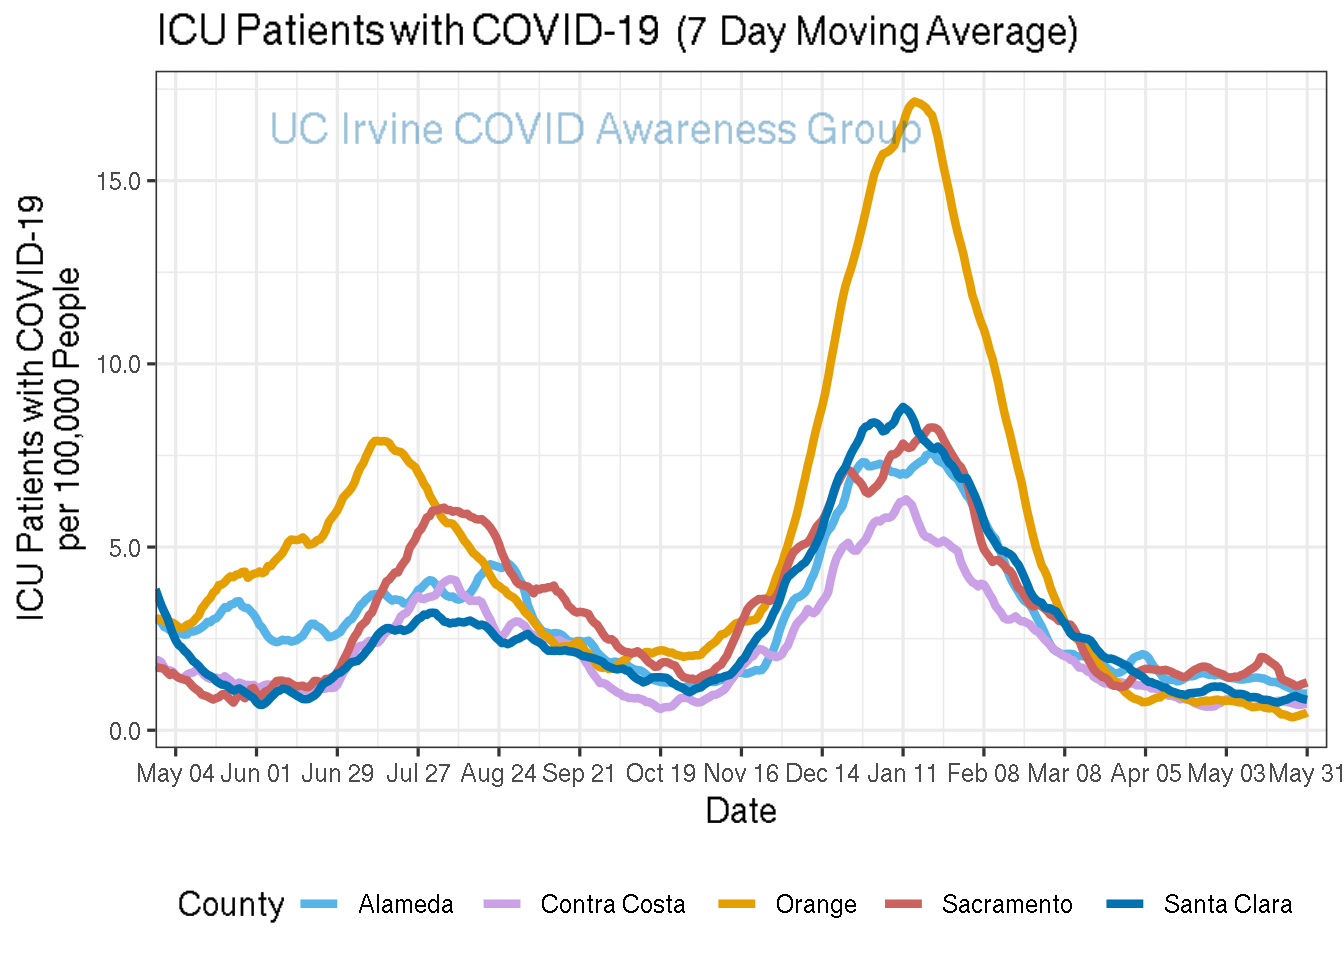 ICU Patients with COVID-19 (7 Day Moving Average)
UC Irvine COVID Awareness Group
ICU Patients with COVID-19
per 100,000 People
15.0
10.0
5.0
0.0
May 04 Jun 01 Jun 29 Jul 27 Aug 24 Sep 21 Oct 19 Nov 16 Dec 14 Jan 11 Feb 08 Mar 08 Apr 05 May 03 May 31
Date
County Alameda Contra Costa Orange Sacramento Santa Clara